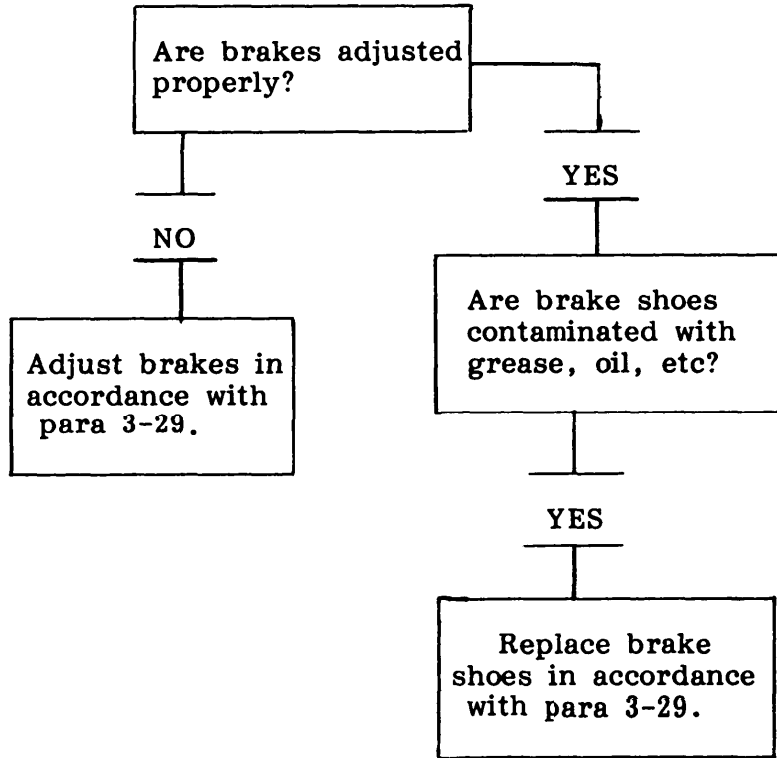 Are brakes adjusted
properly?
YES
NO
Are brake shoes
contaminated with
grease, oil, etc?
Adjust brakes in
accordance with
para 3-29.
YES
Replace brake
shoes in accordance
with para 3-29.